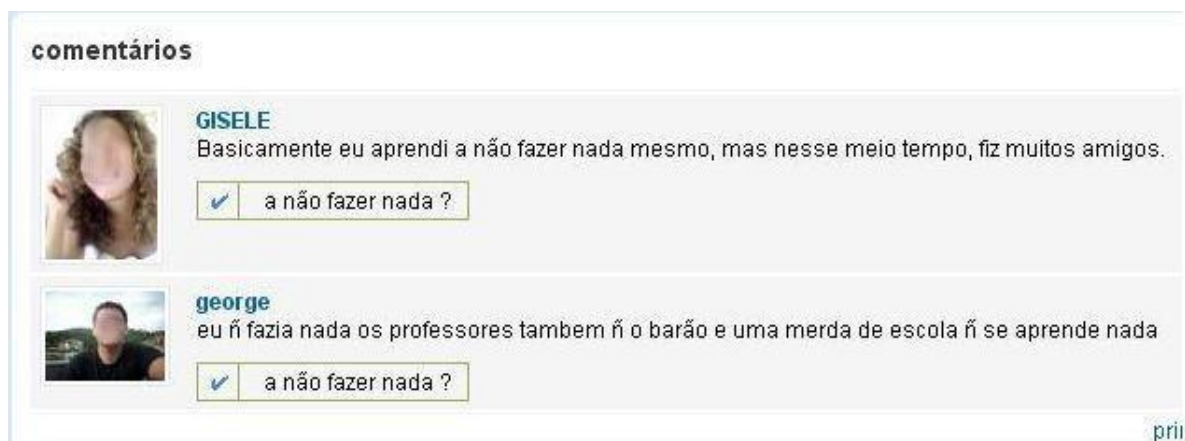 comentários
GISELE
Basicamente eu aprendi a não fazer nada mesmo, mas nesse meio tempo, fiz muitos amigos.
a não fazer nada ?
george
eu ñ fazia nada os professores tambem ñ o barão e uma merda de escola ñ se aprende nada
a não fazer nada ?